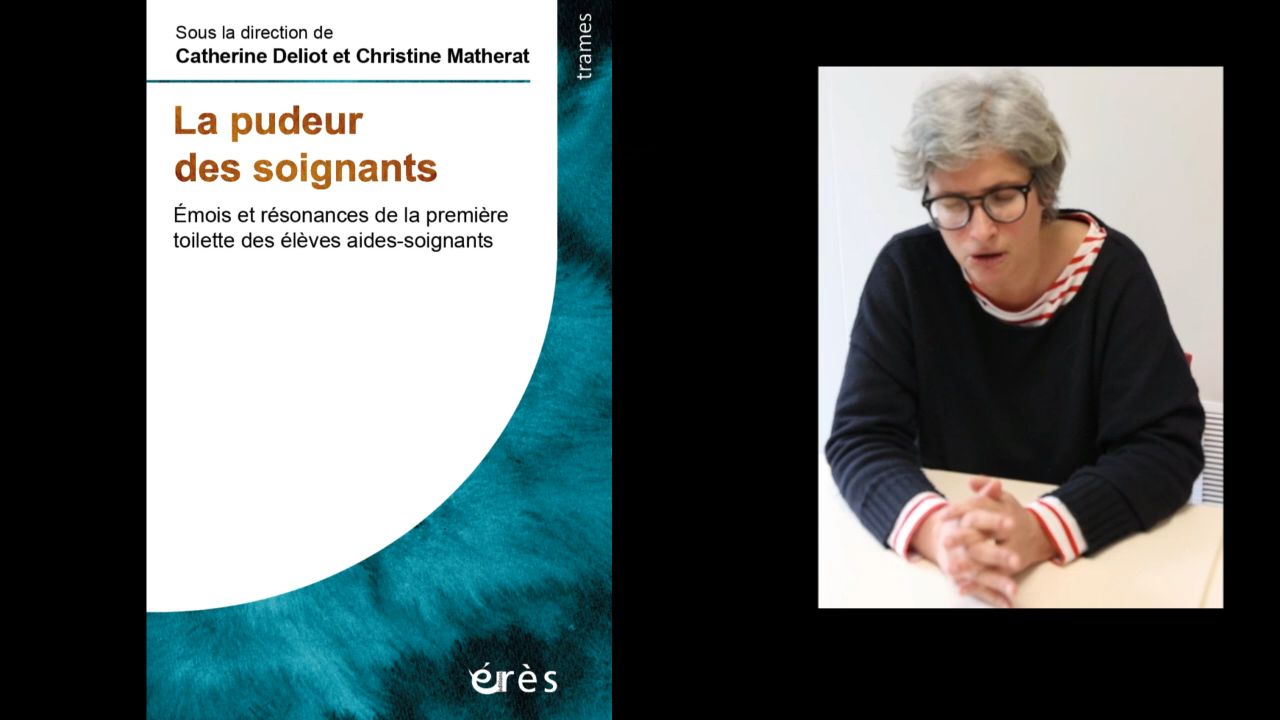 Sous la direction de
Catherine Deliot et Christine Matherat
trames
La pudeur
des soignants
Émois et résonances de la première
toilette des élèves aides-soignants
érès